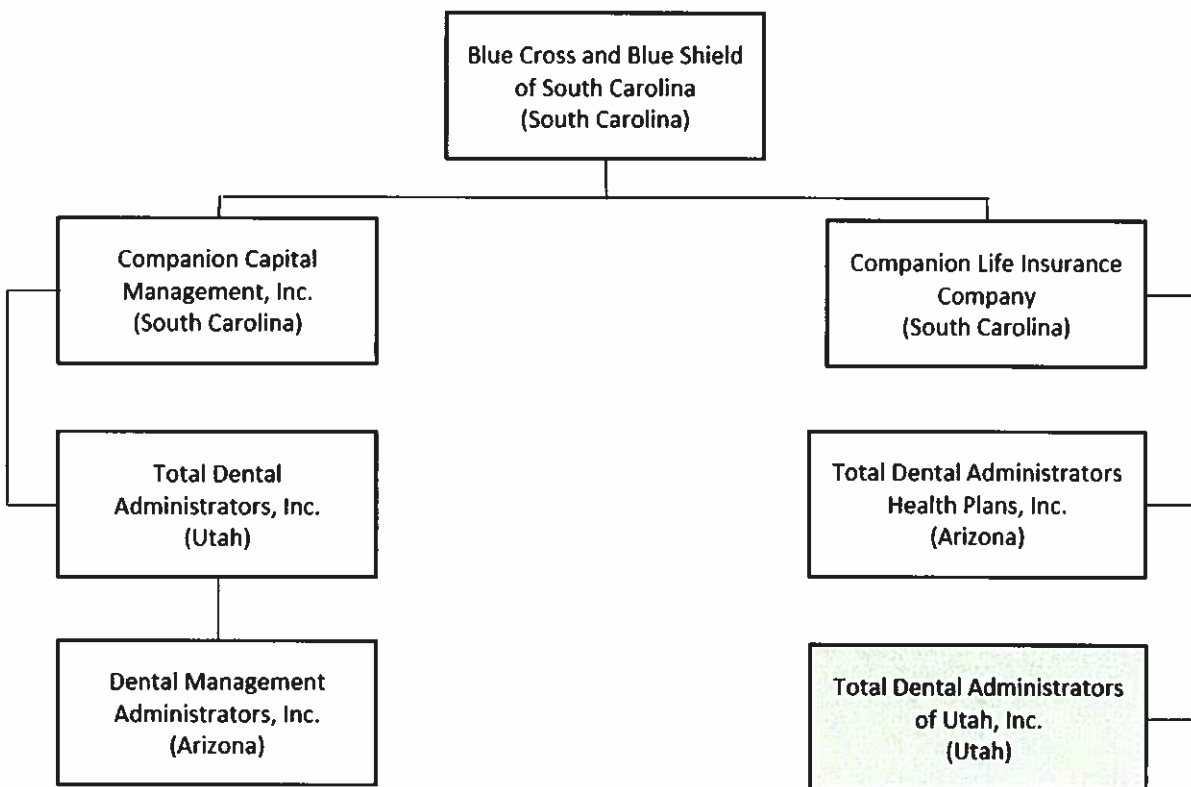 Blue Cross and Blue Shield
of South Carolina
(South Carolina)
Companion Capital
Management, Inc.
(South Carolina)
Companion Life Insurance
Company
(South Carolina)
Total Dental
Administrators, Inc.
(Utah)
Total Dental Administrators
Health Plans, Inc.
(Arizona)
Dental Management
Administrators, Inc.
(Arizona)
Total Dental Administrators
of Utah, Inc.
(Utah)